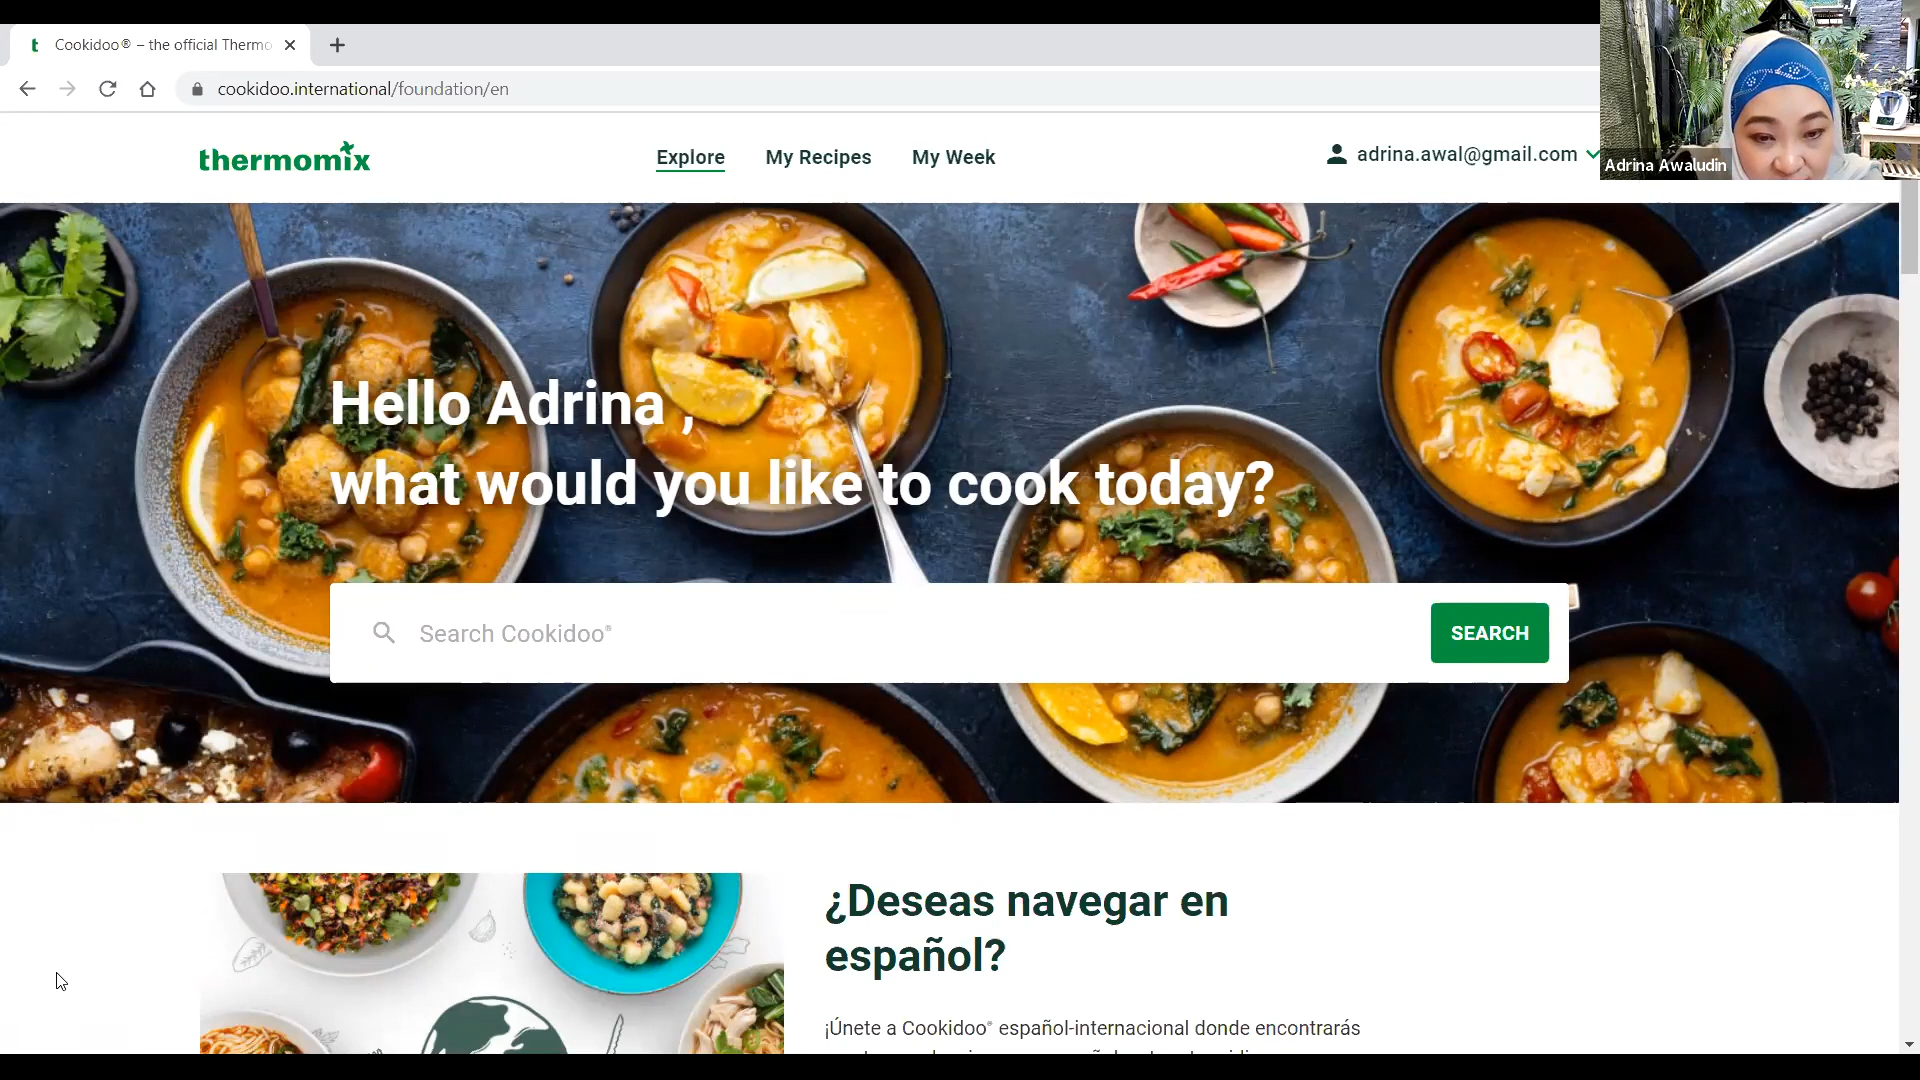 Cookidoo® – the official Thermo
cookidoo.international/foundation/en
Adrina Awaludin
thermomix
Explore
My Recipes
My Week
adrina.awal@gmail.com
Hello Adrina ,
what would you like to cook today?
Search Cookidoo®
SEARCH
¿Deseas navegar en
español?
¡Únete a Cookidoo® español-internacional donde encontrarás